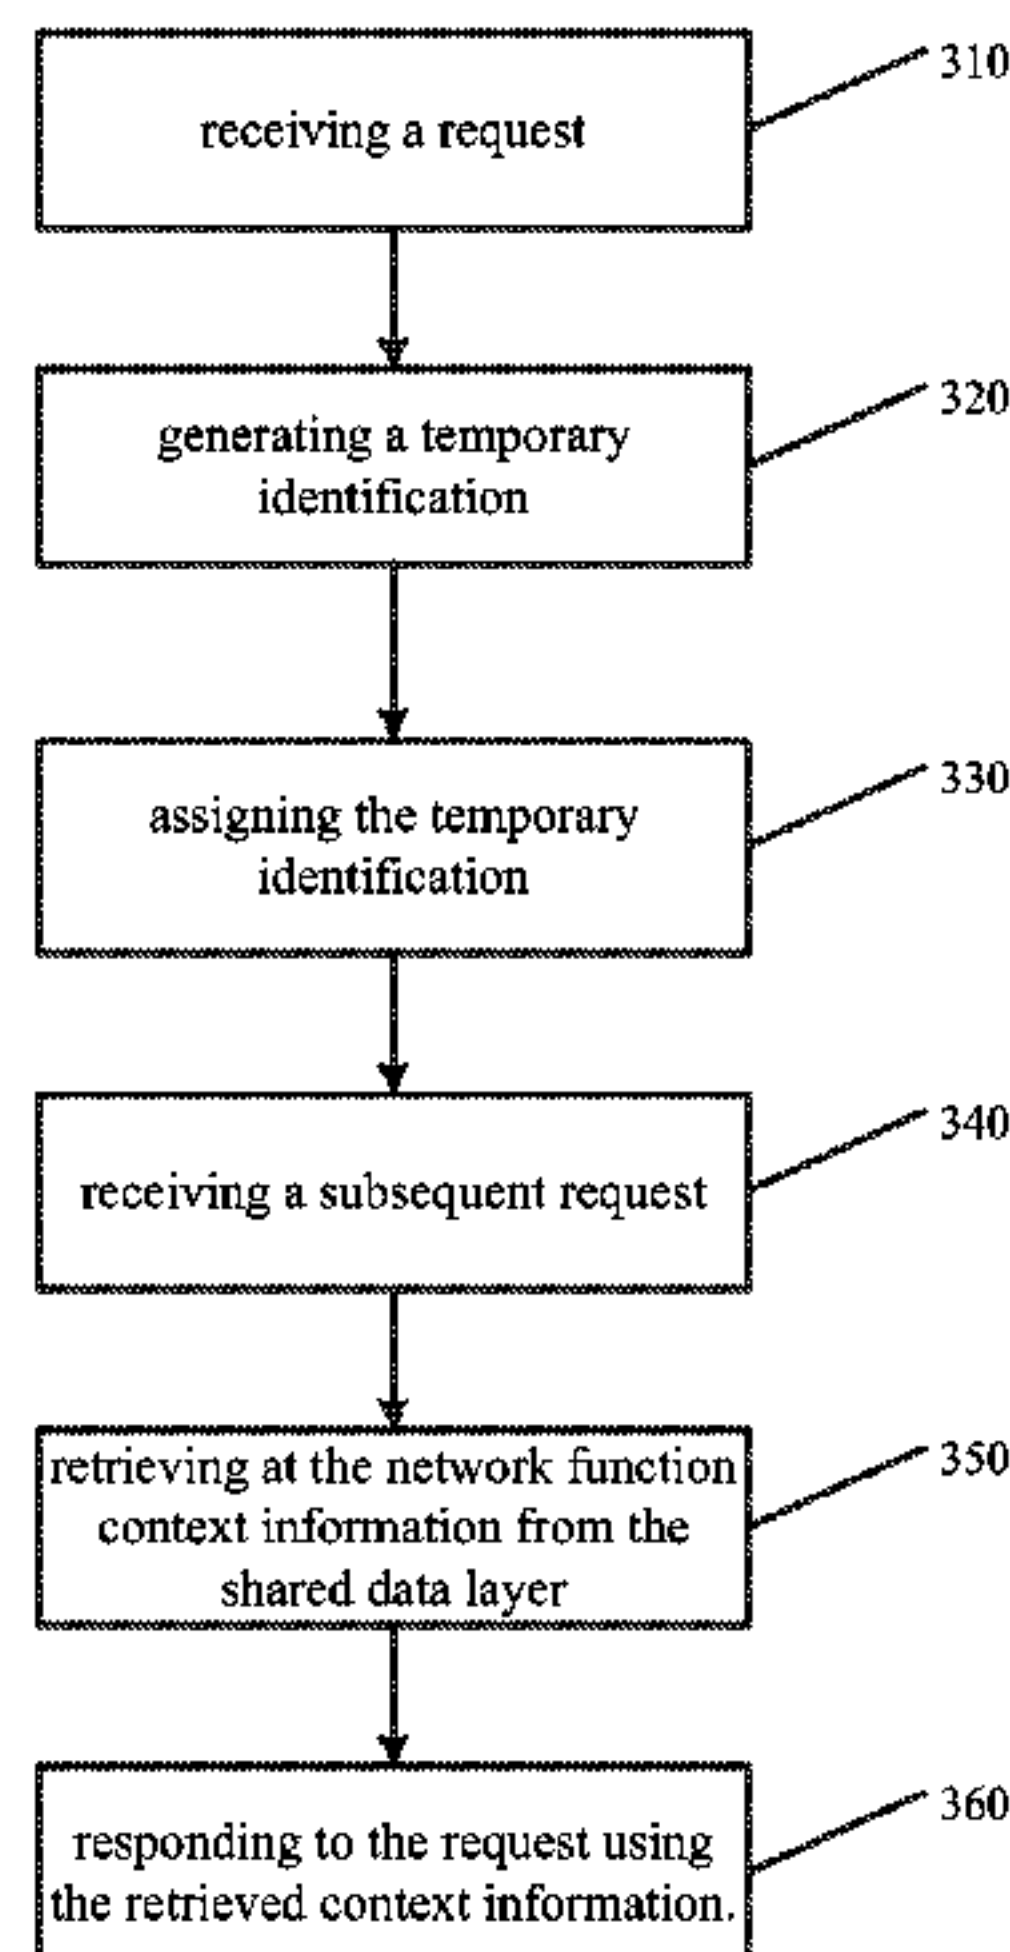 receiving a request
310
generating a temporary
identification
320
assigning the temporary
identification
330
receiving a subsequent request
340
retrieving at the network function
context information from the
shared data layer
350
responding to the request using
the retrieved context information.
360